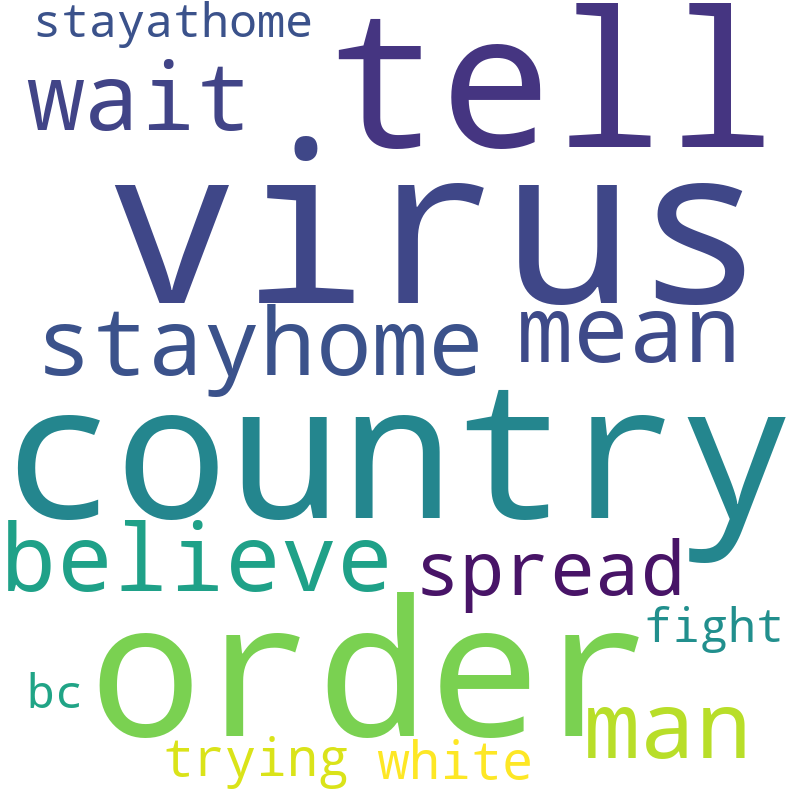 stayathome
tell
wait
virus
stayhome
mean
country
believe
spread
order
fight
bc
man
trying
white